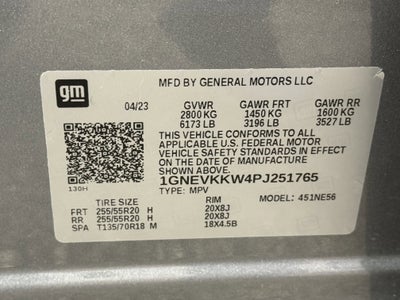 gm
MFD BY GENERAL MOTORS LLC
04/23 GVWR GAWR FRT GAWR RR
2800 KG 1450 KG 1600 KG
6173 LB 3196 LB 3527 LB
THIS VEHICLE CONFORMS TO ALL
APPLICABLE U.S. FEDERAL MOTOR
VEHICLE SAFETY STANDARDS IN EFFECT
ON THE DATE OF MANUFACTURE
SHOWN ABOVE.
1GNEVKKW4PJ251765
130H TYPE: MPV MODEL: 451NE56
TIRE SIZE RIM
FRT 255/55R20 H 20X8J
RR 255/55R20 H 20X8J
SPA T135/70R18 M 18X4.5B